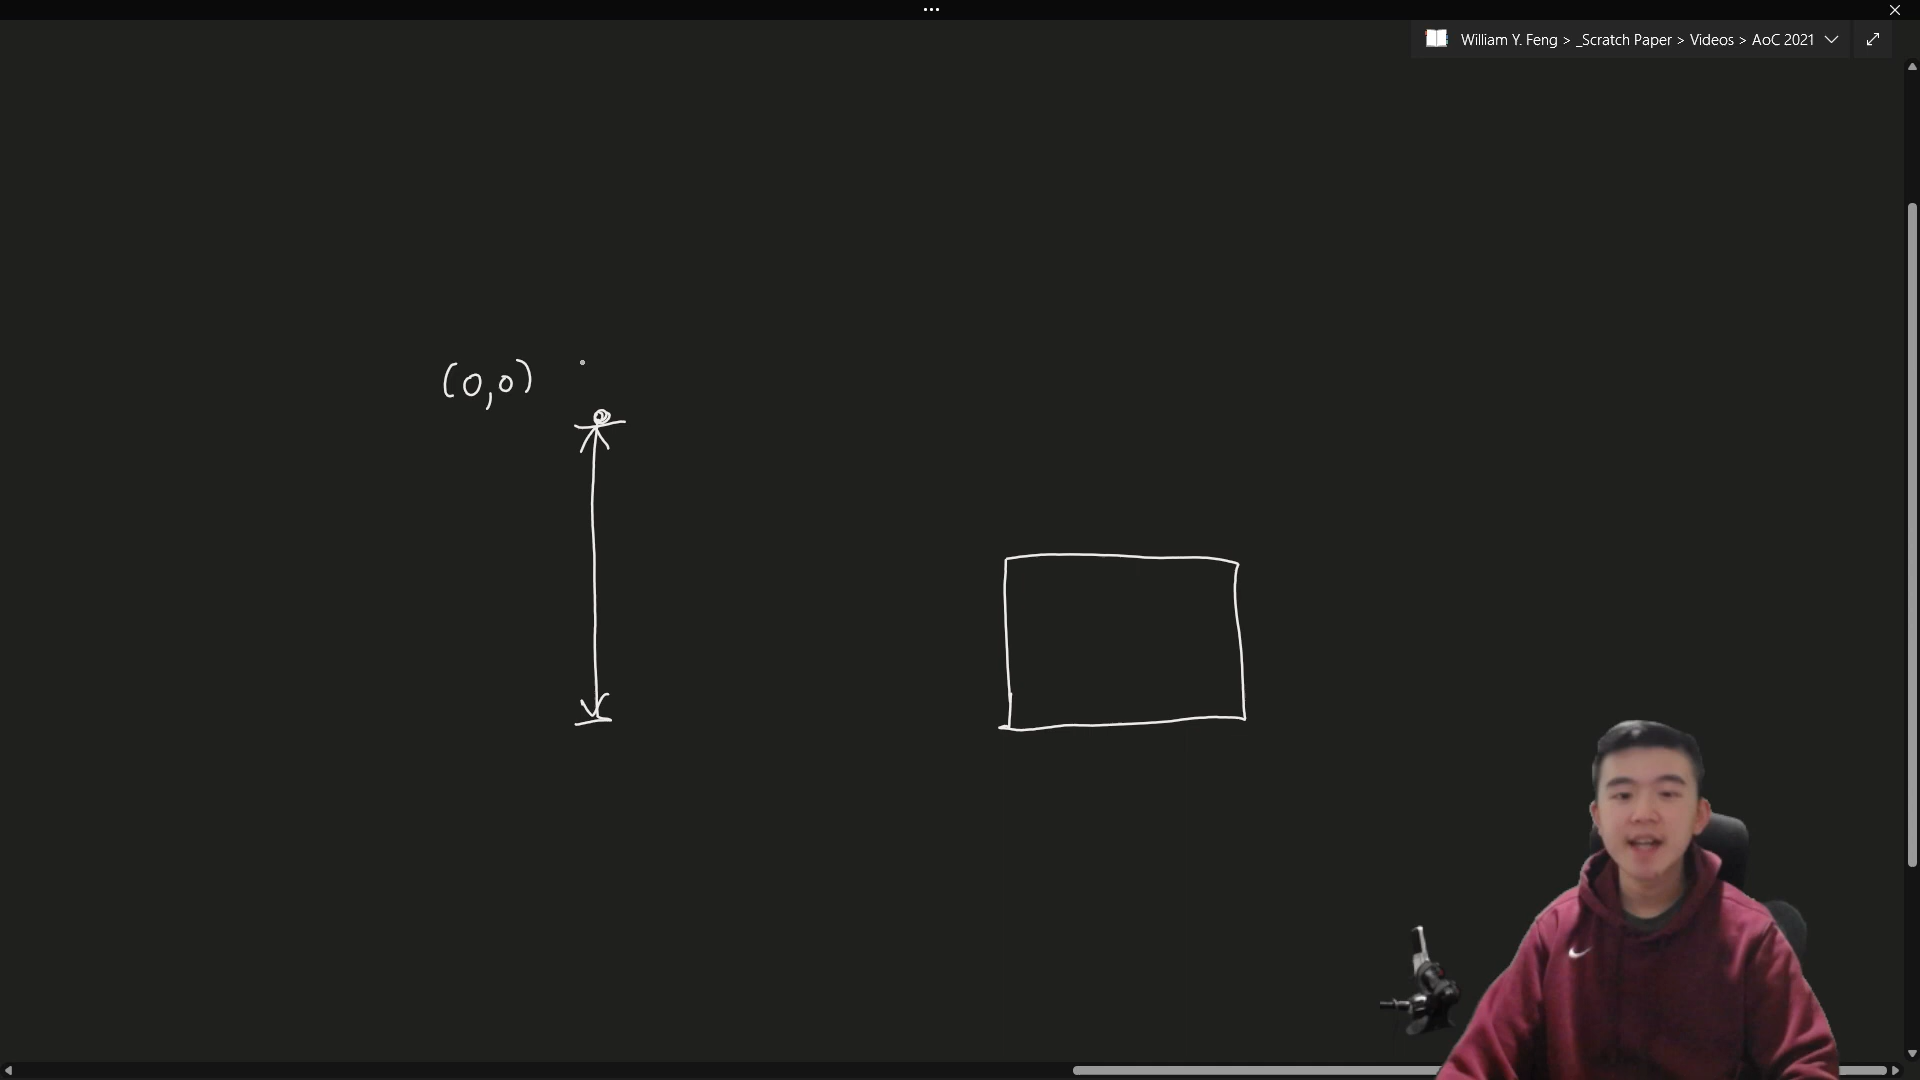 William Y. Feng > _Scratch Paper > Videos > AoC 2021
(0,0)